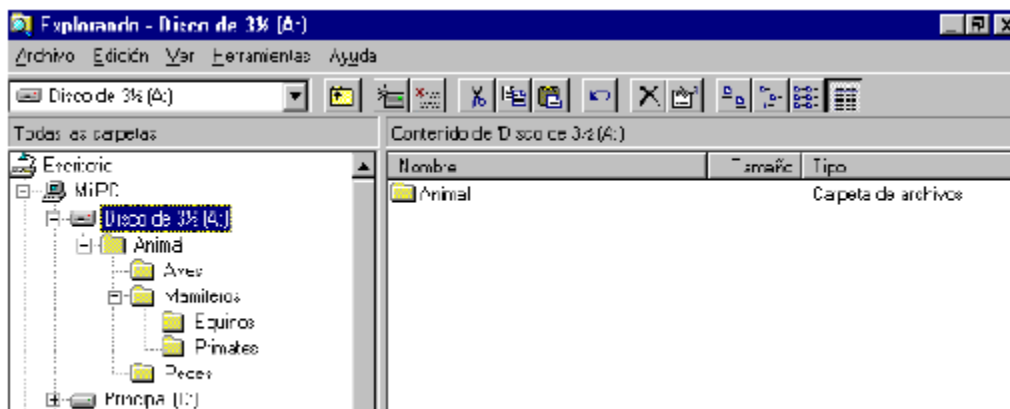 Explorando - Disco de 3½ (A:)
Archivo Edición Ver Herramientas Ayuda
Disco de 3½ (A:)
Todas las carpetas
Contenido de 'Disco de 3½ (A:)'
Nombre Tamaño Tipo
Escritorio
Mi PC
Disco de 3½ (A:)
Animal
Aves
Mamiferos
Equinos
Primates
Peces
Principal (C:)
Animal Carpeta de archivos